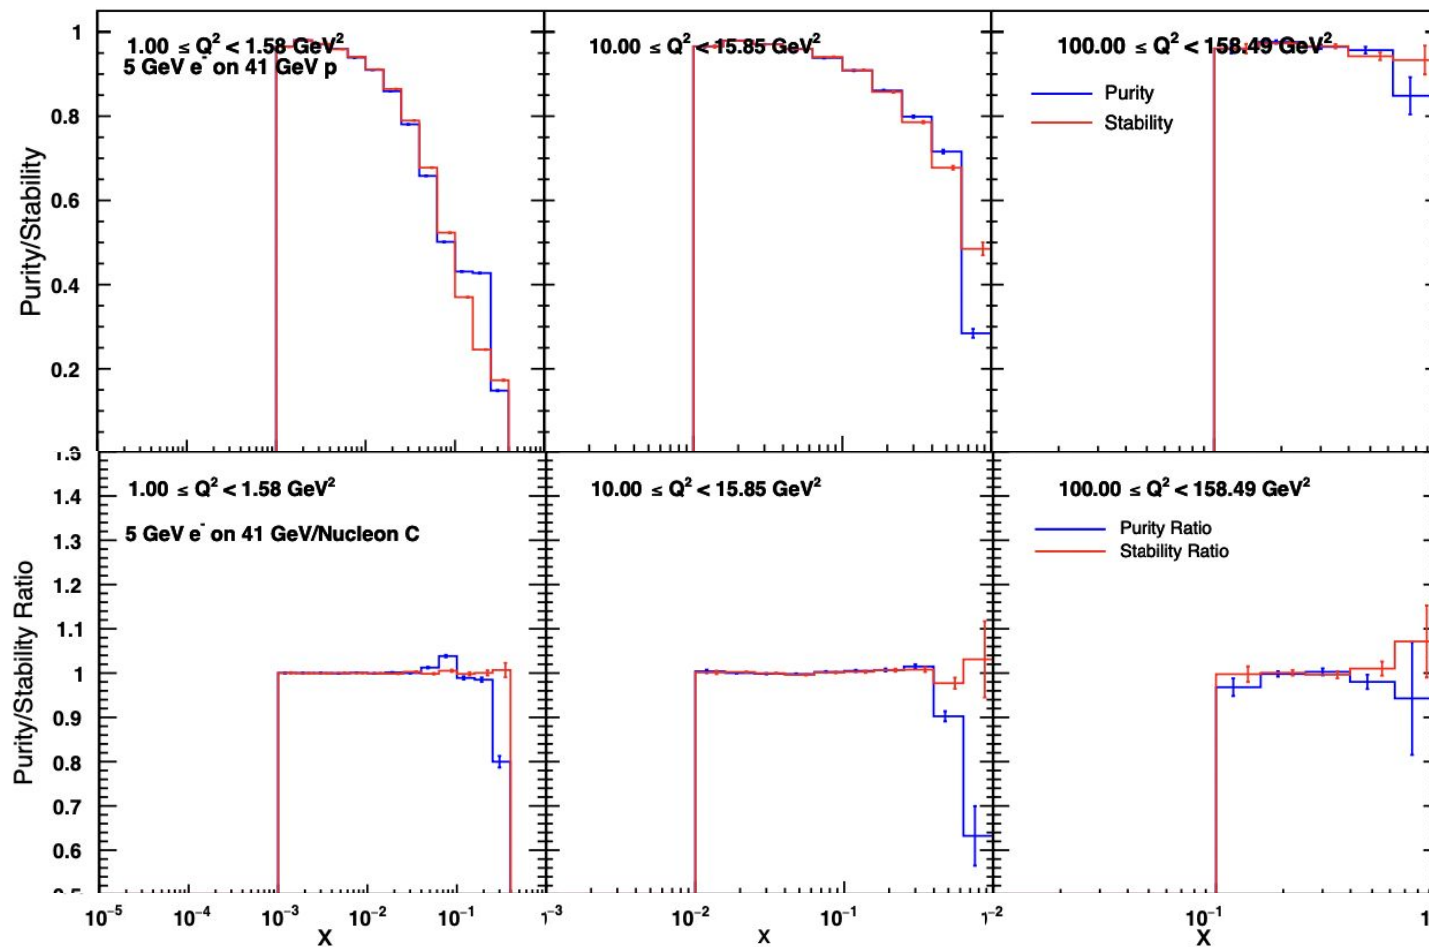 1.00 ≤ Q² < 1.58 GeV²
5 GeV e⁻ on 41 GeV p
10.00 ≤ Q² < 15.85 GeV²
100.00 ≤ Q² < 158.49 GeV²
Purity
Stability
Purity/Stability
1
0.8
0.6
0.4
0.2
1.00 ≤ Q² < 1.58 GeV²
5 GeV e⁻ on 41 GeV/Nucleon C
10.00 ≤ Q² < 15.85 GeV²
100.00 ≤ Q² < 158.49 GeV²
Purity Ratio
Stability Ratio
Purity/Stability Ratio
1.4
1.3
1.2
1.1
1
0.9
0.8
0.7
0.6
10⁻⁵ 10⁻⁴ 10⁻³ 10⁻² 10⁻¹ 10⁻² 10⁻¹ 10⁻¹ 1
X X X